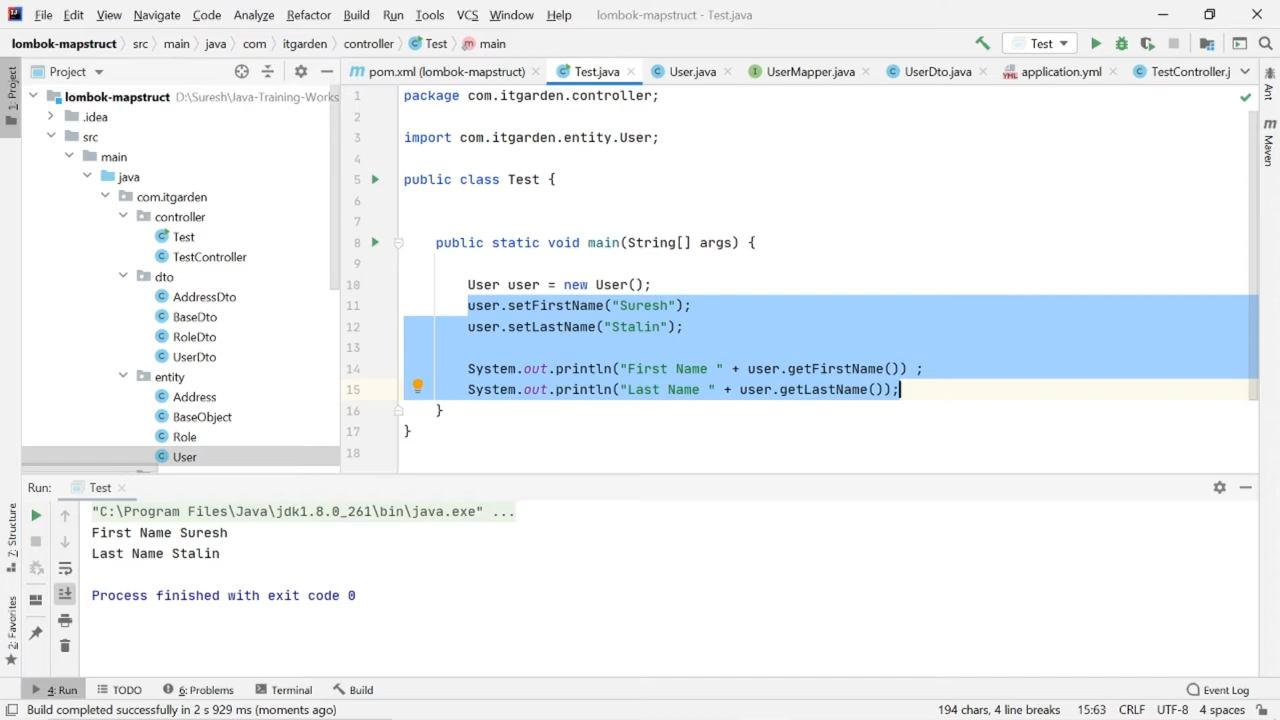 File Edit View Navigate Code Analyze Refactor Build Run Tools VCS Window Help lombok-mapstruct - Test.java
lombok-mapstruct src main java com itgarden controller Test main Test
Project pom.xml (lombok-mapstruct) Test.java User.java UserMapper.java UserDto.java application.yml TestController.j
1: Project
Ant
Maven
lombok-mapstruct D:\Suresh\Java-Training-Works
.idea
src
main
java
com.itgarden
controller
Test
TestController
dto
AddressDto
BaseDto
RoleDto
UserDto
entity
Address
BaseObject
Role
User
1 package com.itgarden.controller;
2
3 import com.itgarden.entity.User;
4
5 public class Test {
6
7
8 public static void main(String[] args) {
9
10 User user = new User();
11 user.setFirstName("Suresh");
12 user.setLastName("Stalin");
13
14 System.out.println("First Name " + user.getFirstName()) ;
15 System.out.println("Last Name " + user.getLastName());
16 }
17 }
18
Run: Test
"C:\Program Files\Java\jdk1.8.0_261\bin\java.exe" ...
First Name Suresh
Last Name Stalin
Process finished with exit code 0
7: Structure
2: Favorites
4: Run TODO 6: Problems Terminal Build Event Log
Build completed successfully in 2 s 929 ms (moments ago) 194 chars, 4 line breaks 15:63 CRLF UTF-8 4 spaces